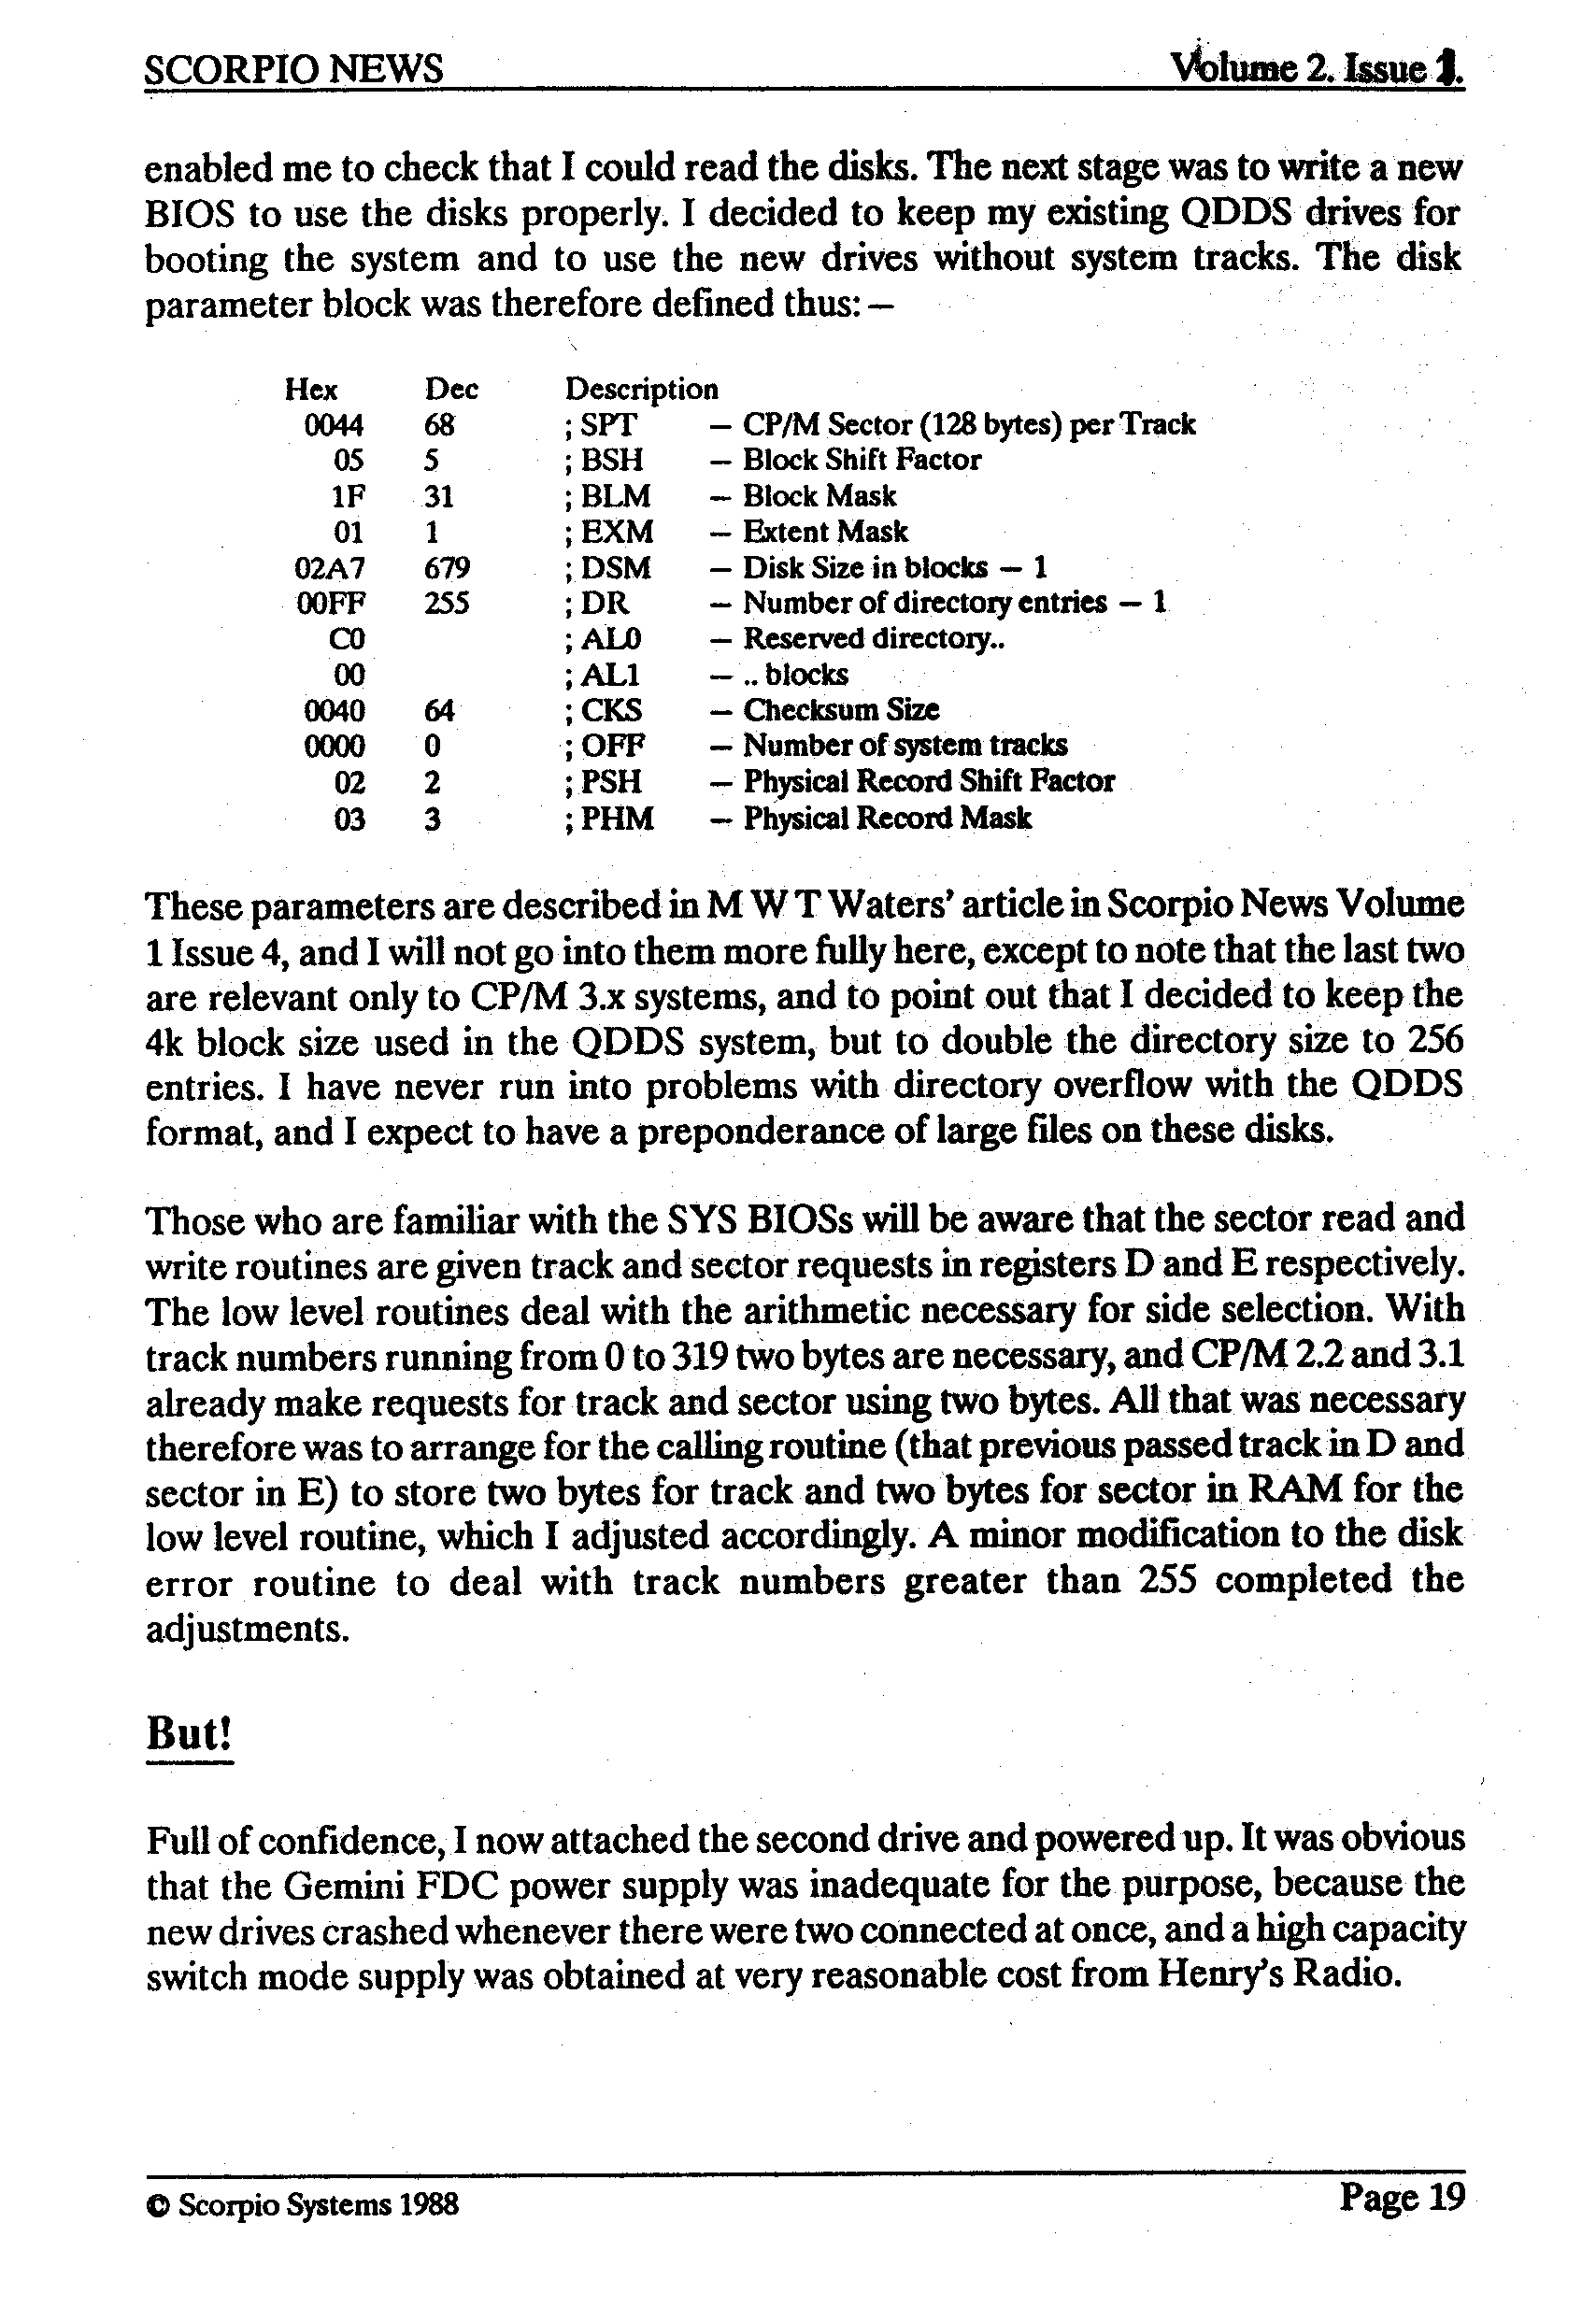 SCORPIO NEWS Volume 2. Issue 1.
enabled me to check that I could read the disks. The next stage was to write a new
BIOS to use the disks properly. I decided to keep my existing QDDS drives for
booting the system and to use the new drives without system tracks. The disk
parameter block was therefore defined thus: —
Hex Dec Description
0044 68 ; SPT — CP/M Sector (128 bytes) per Track
05 5 ; BSH — Block Shift Factor
1F 31 ; BLM — Block Mask
01 1 ; EXM — Extent Mask
02A7 679 ; DSM — Disk Size in blocks — 1
00FF 255 ; DR — Number of directory entries — 1
C0 ; AL0 — Reserved directory..
00 ; AL1 — .. blocks
0040 64 ; CKS — Checksum Size
0000 0 ; OFF — Number of system tracks
02 2 ; PSH — Physical Record Shift Factor
03 3 ; PHM — Physical Record Mask
These parameters are described in M W T Waters' article in Scorpio News Volume
1 Issue 4, and I will not go into them more fully here, except to note that the last two
are relevant only to CP/M 3.x systems, and to point out that I decided to keep the
4k block size used in the QDDS system, but to double the directory size to 256
entries. I have never run into problems with directory overflow with the QDDS
format, and I expect to have a preponderance of large files on these disks.
Those who are familiar with the SYS BIOSs will be aware that the sector read and
write routines are given track and sector requests in registers D and E respectively.
The low level routines deal with the arithmetic necessary for side selection. With
track numbers running from 0 to 319 two bytes are necessary, and CP/M 2.2 and 3.1
already make requests for track and sector using two bytes. All that was necessary
therefore was to arrange for the calling routine (that previous passed track in D and
sector in E) to store two bytes for track and two bytes for sector in RAM for the
low level routine, which I adjusted accordingly. A minor modification to the disk
error routine to deal with track numbers greater than 255 completed the
adjustments.
But!
Full of confidence, I now attached the second drive and powered up. It was obvious
that the Gemini FDC power supply was inadequate for the purpose, because the
new drives crashed whenever there were two connected at once, and a high capacity
switch mode supply was obtained at very reasonable cost from Henry's Radio.
© Scorpio Systems 1988 Page 19